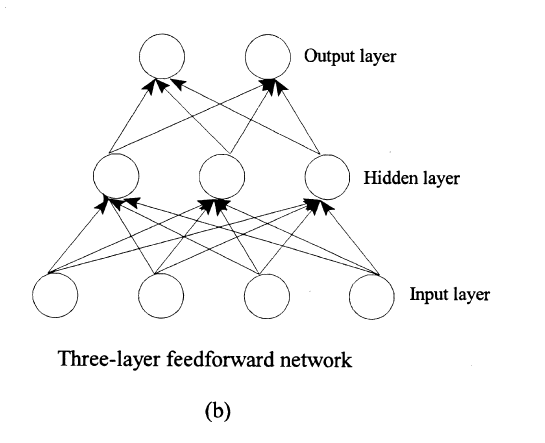 Output layer
Hidden layer
Input layer
Three-layer feedforward network
(b)